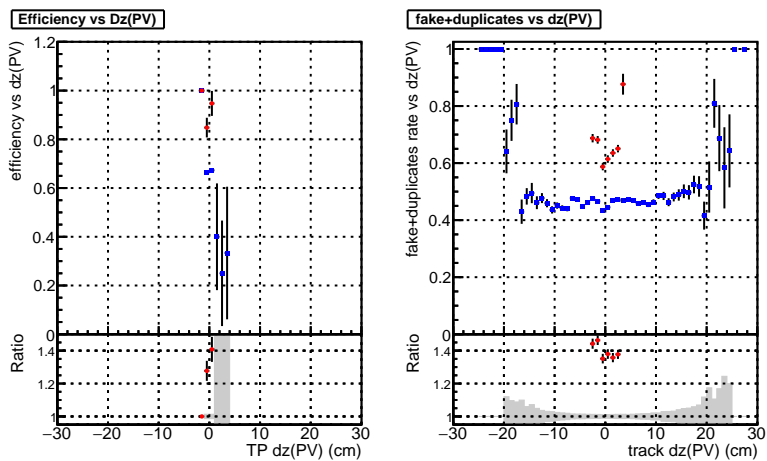 Efficiency vs Dz(PV)
efficiency vs dz(PV)
1.2
1
0.8
0.6
0.4
0.2
0
Ratio
1.4
1.2
1
−30 −20 −10 0 10 20 30
TP dz(PV) (cm)
fake+duplicates vs dz(PV)
fake+duplicates rate vs dz(PV)
1
0.8
0.6
0.4
0.2
0
Ratio
1.4
1.2
1
−30 −20 −10 0 10 20 30
track dz(PV) (cm)